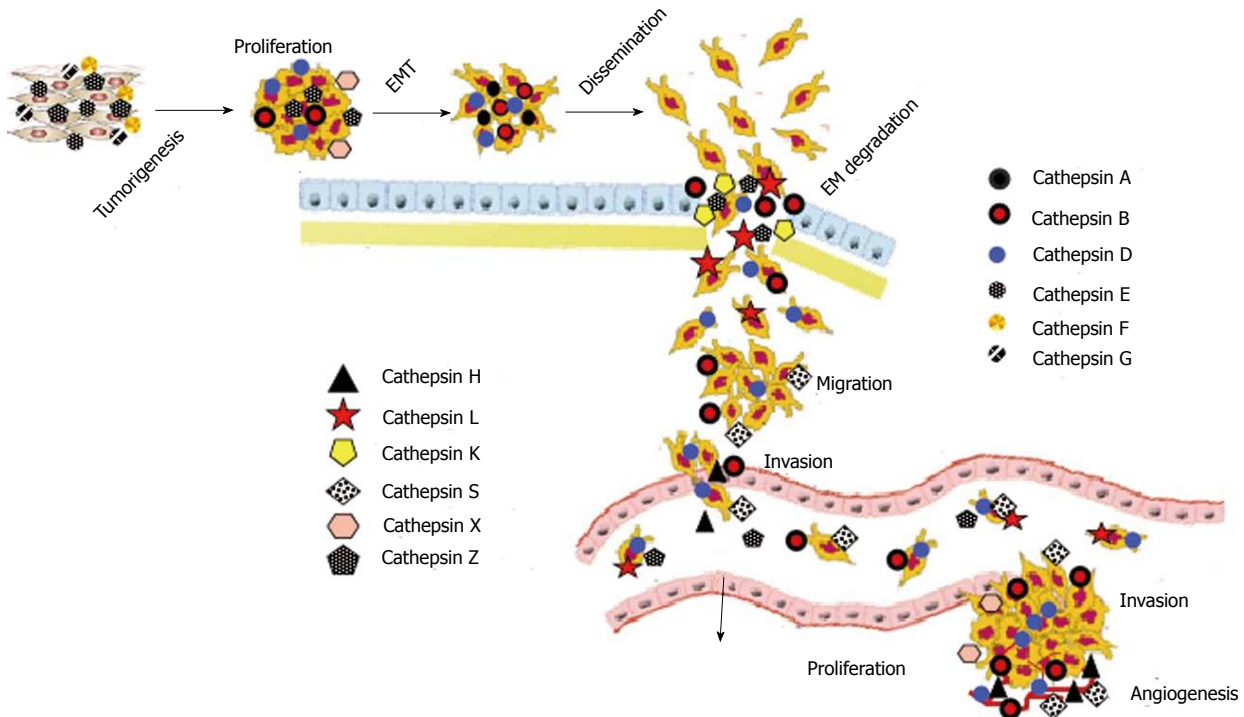 Proliferation
EMT
Dissemination
Tumorigenesis
EM degradation
Cathepsin A
Cathepsin B
Cathepsin D
Cathepsin E
Cathepsin F
Cathepsin G
Cathepsin H
Cathepsin L
Cathepsin K
Cathepsin S
Cathepsin X
Cathepsin Z
Migration
Invasion
Invasion
Proliferation
Angiogenesis